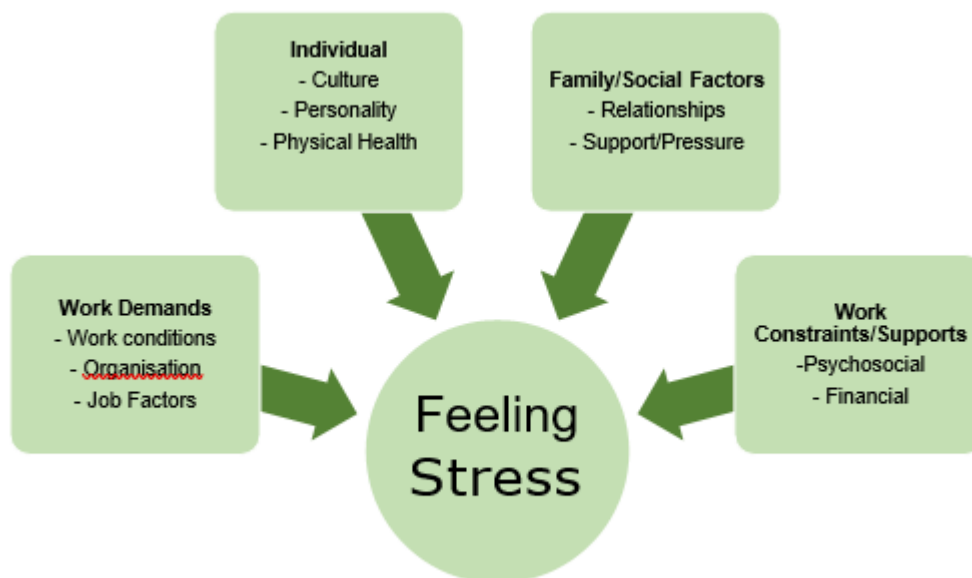 Individual
- Culture
- Personality
- Physical Health
Family/Social Factors
- Relationships
- Support/Pressure
Work Demands
- Work conditions
- Organisation
- Job Factors
Work
Constraints/Supports
-Psychosocial
- Financial
Feeling
Stress